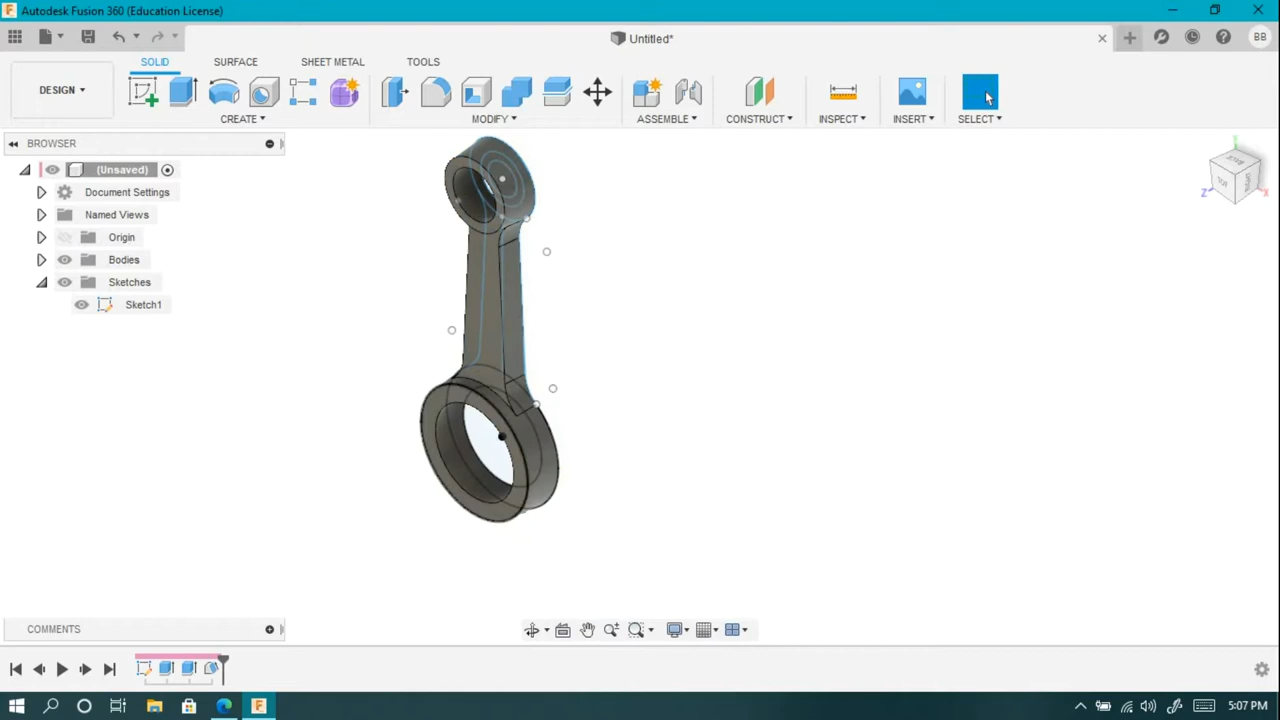 Autodesk Fusion 360 (Education License)
Untitled*
BB
SOLID SURFACE SHEET METAL TOOLS
DESIGN
CREATE MODIFY ASSEMBLE CONSTRUCT INSPECT INSERT SELECT
BROWSER
(Unsaved)
Document Settings
Named Views
Origin
Bodies
Sketches
Sketch1
Z
X
COMMENTS
5:07 PM